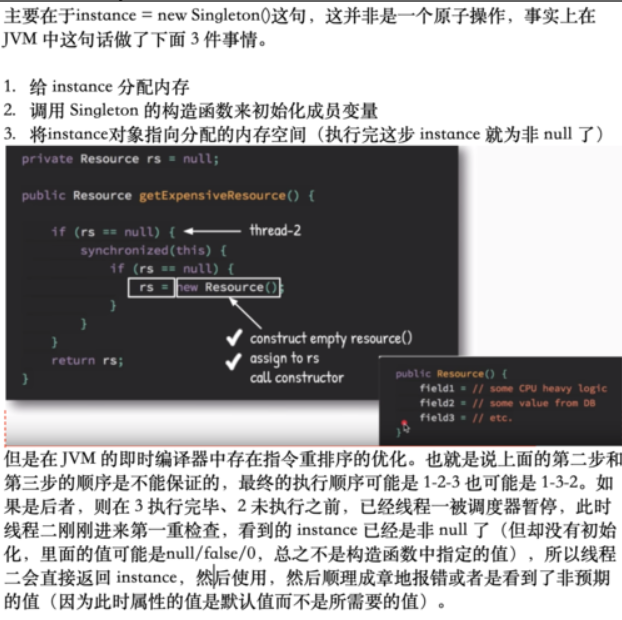 主要在于instance = new Singleton()这句，这并非是一个原子操作，事实上在
JVM 中这句话做了下面 3 件事情。
1. 给 instance 分配内存
2. 调用 Singleton 的构造函数来初始化成员变量
3. 将instance对象指向分配的内存空间（执行完这步 instance 就为非 null 了）
private Resource rs = null;
public Resource getExpensiveResource() {
if (rs == null) { thread-2
synchronized(this) {
if (rs == null) {
rs = new Resource();
}
}
}
return rs;
}
✔ construct empty resource()
✔ assign to rs
call constructor
public Resource() {
field1 = // some CPU heavy logic
field2 = // some value from DB
field3 = // etc.
}
但是在 JVM 的即时编译器中存在指令重排序的优化。也就是说上面的第二步和
第三步的顺序是不能保证的，最终的执行顺序可能是 1-2-3 也可能是 1-3-2。如
果是后者，则在 3 执行完毕、2 未执行之前，已经线程一被调度器暂停，此时
线程二刚刚进来第一重检查，看到的 instance 已经是非 null 了（但却没有初始
化，里面的值可能是null/false/0，总之不是构造函数中指定的值），所以线程
二会直接返回 instance，然后使用，然后顺理成章地报错或者是看到了非预期
的值（因为此时属性的值是默认值而不是所需要的值）。